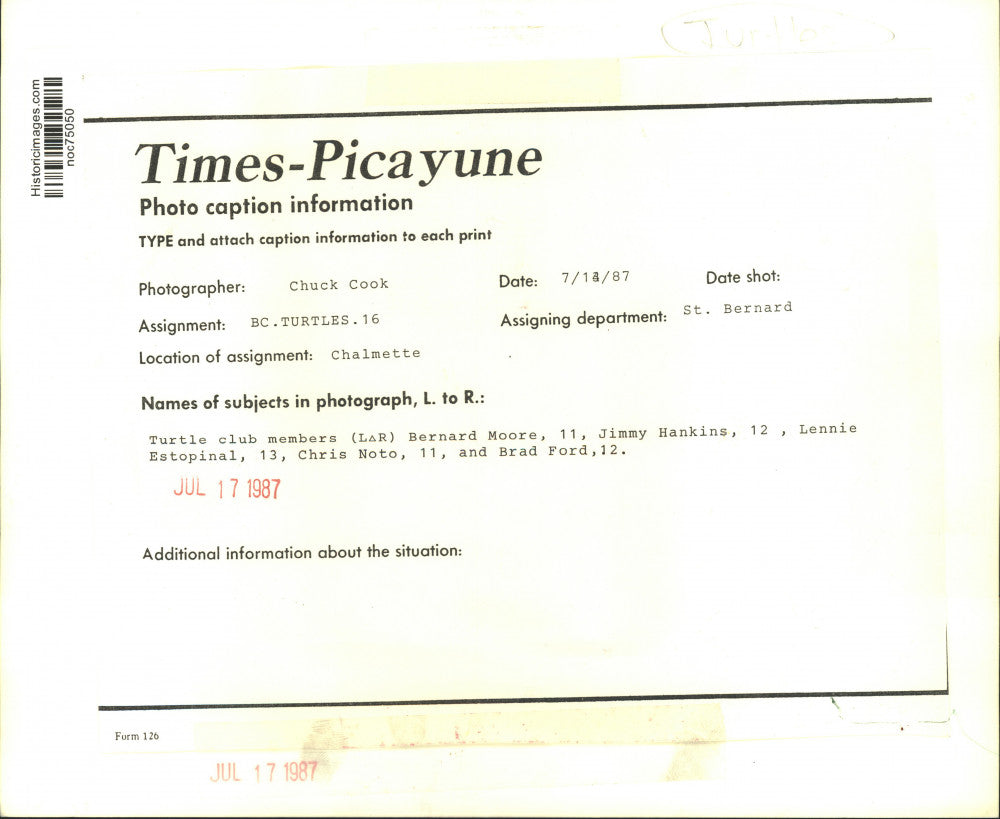 Turtles
Historicimages.com
noc75050
Times-Picayune
Photo caption information
TYPE and attach caption information to each print
Photographer: Chuck Cook Date: 7/14/87 Date shot:
Assignment: BC.TURTLES.16 Assigning department: St. Bernard
Location of assignment: Chalmette
Names of subjects in photograph, L. to R.:
Turtle club members (L△R) Bernard Moore, 11, Jimmy Hankins, 12 , Lennie
Estopinal, 13, Chris Noto, 11, and Brad Ford,12.
JUL 17 1987
Additional information about the situation:
Form 126
JUL 17 1987